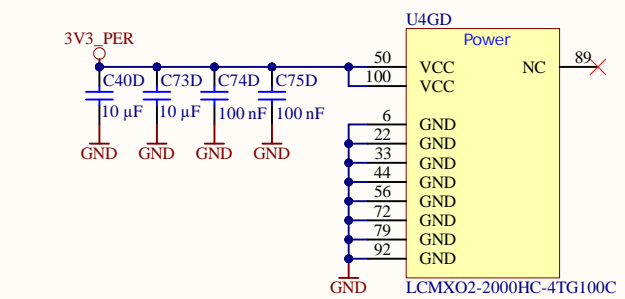 U4GD
3V3_PER
Power
50 VCC NC 89
100 VCC
C40D C73D C74D C75D
10 µF 10 µF 100 nF 100 nF
GND GND GND GND
6 GND
22 GND
33 GND
44 GND
56 GND
72 GND
79 GND
92 GND
GND
LCMXO2-2000HC-4TG100C